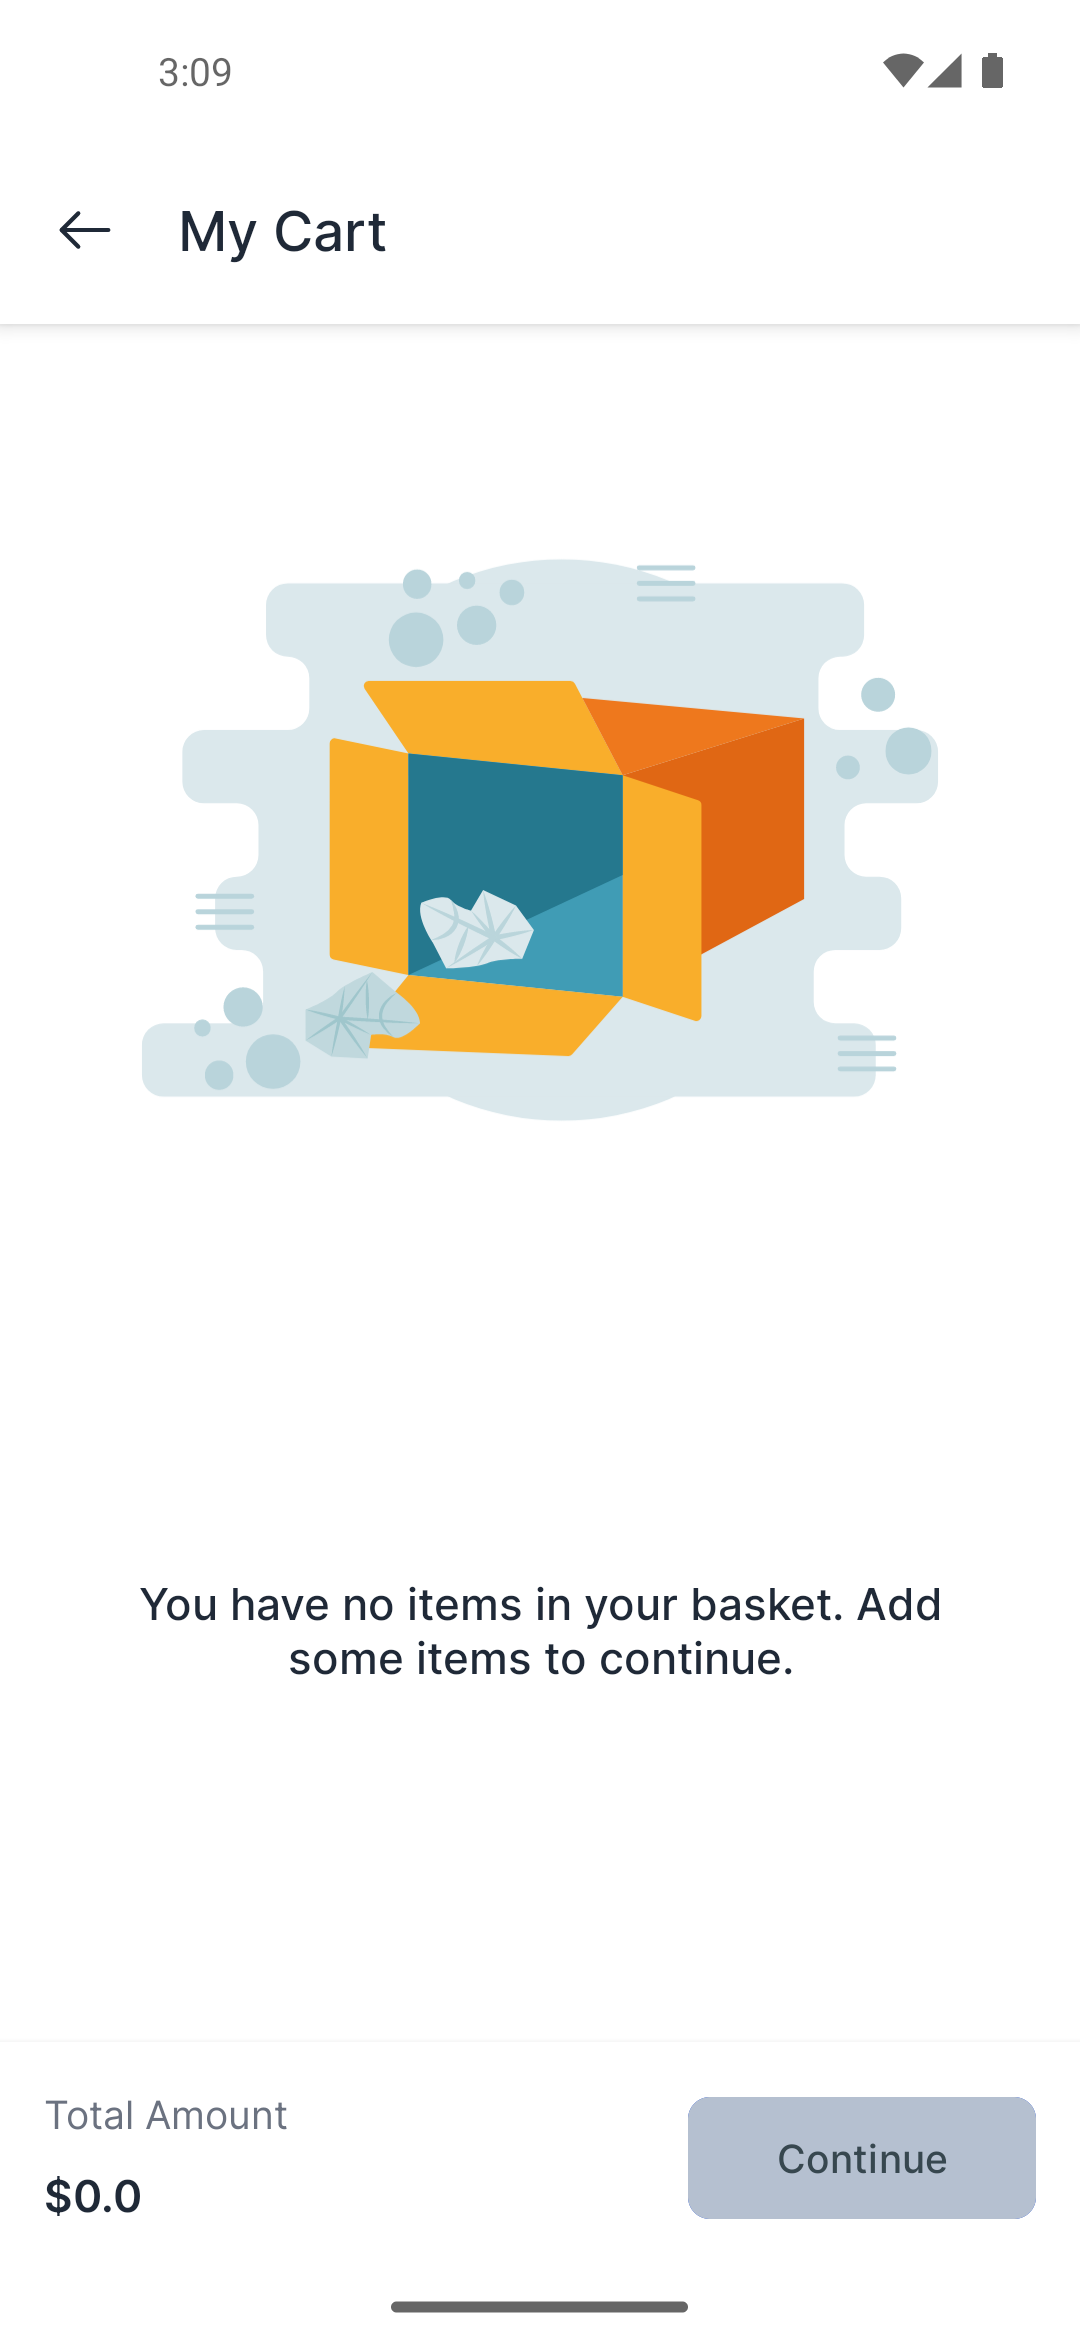 3:09
My Cart
You have no items in your basket. Add
some items to continue.
Total Amount
$0.0
Continue